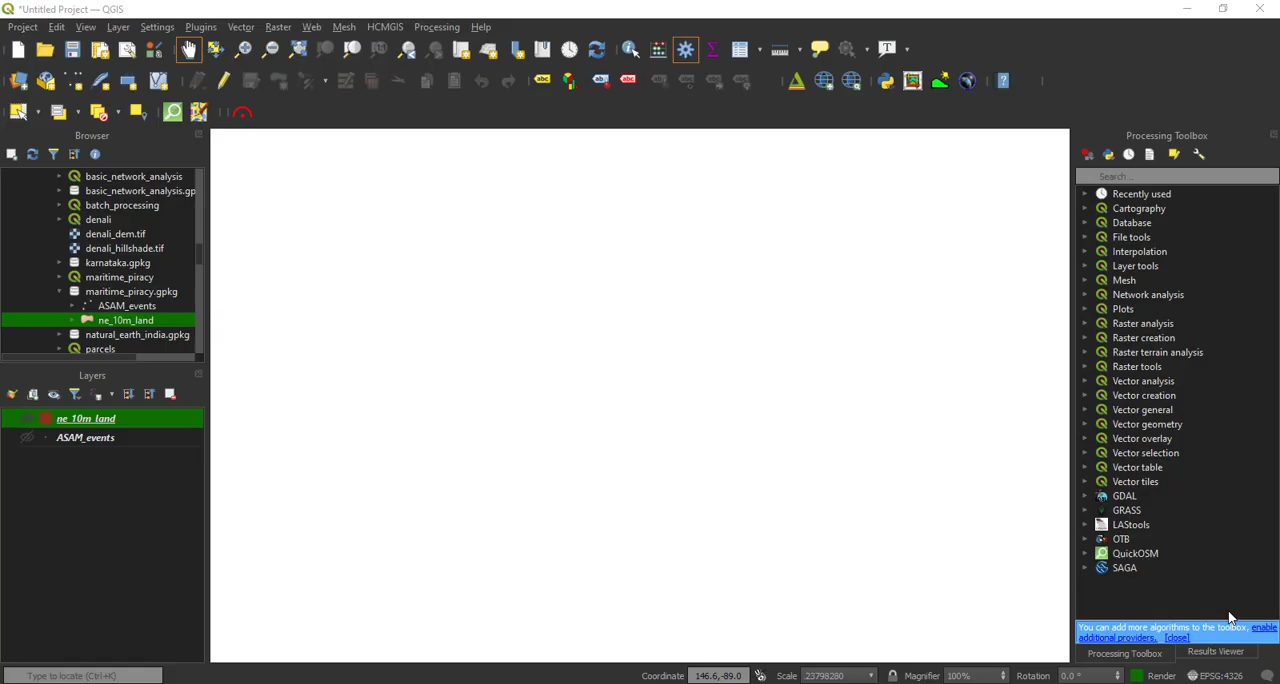 *Untitled Project — QGIS
Project Edit View Layer Settings Plugins Vector Raster Web Mesh HCMGIS Processing Help
Browser
basic_network_analysis
basic_network_analysis.gp
batch_processing
denali
denali_dem.tif
denali_hillshade.tif
karnataka.gpkg
maritime_piracy
maritime_piracy.gpkg
ASAM_events
ne_10m_land
natural_earth_india.gpkg
parcels
Layers
ne_10m_land
ASAM_events
Processing Toolbox
Search...
Recently used
Cartography
Database
File tools
Interpolation
Layer tools
Mesh
Network analysis
Plots
Raster analysis
Raster creation
Raster terrain analysis
Raster tools
Vector analysis
Vector creation
Vector general
Vector geometry
Vector overlay
Vector selection
Vector table
Vector tiles
GDAL
GRASS
LAStools
OTB
QuickOSM
SAGA
You can add more algorithms to the toolbox, enable
additional providers. [close]
Processing Toolbox Results Viewer
Type to locate (Ctrl+K) Coordinate 146.6,-89.0 Scale 23798280 Magnifier 100% Rotation 0.0 ° Render EPSG:4326